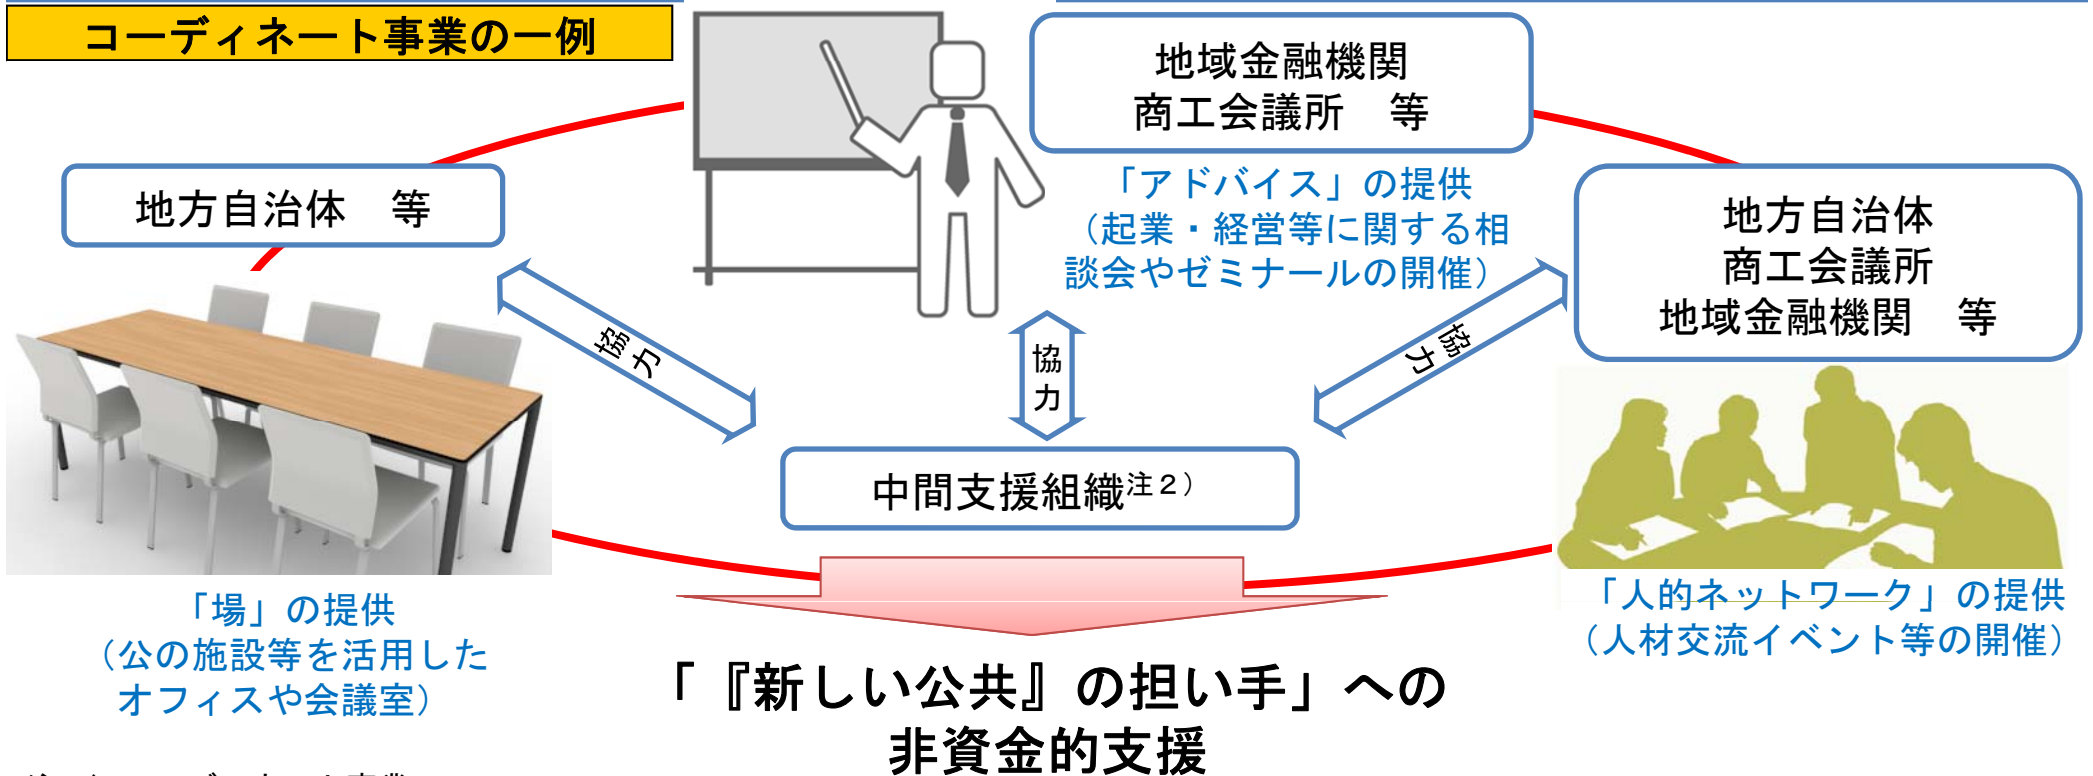 コーディネート事業の一例
地域金融機関
商工会議所　等
「アドバイス」の提供
（起業・経営等に関する相
談会やゼミナールの開催）
地方自治体　等
地方自治体
商工会議所
地域金融機関　等
協力
協力
協力
中間支援組織注２）
「場」の提供
（公の施設等を活用した
オフィスや会議室）
「人的ネットワーク」の提供
（人材交流イベント等の開催）
「『新しい公共』の担い手」への
非資金的支援